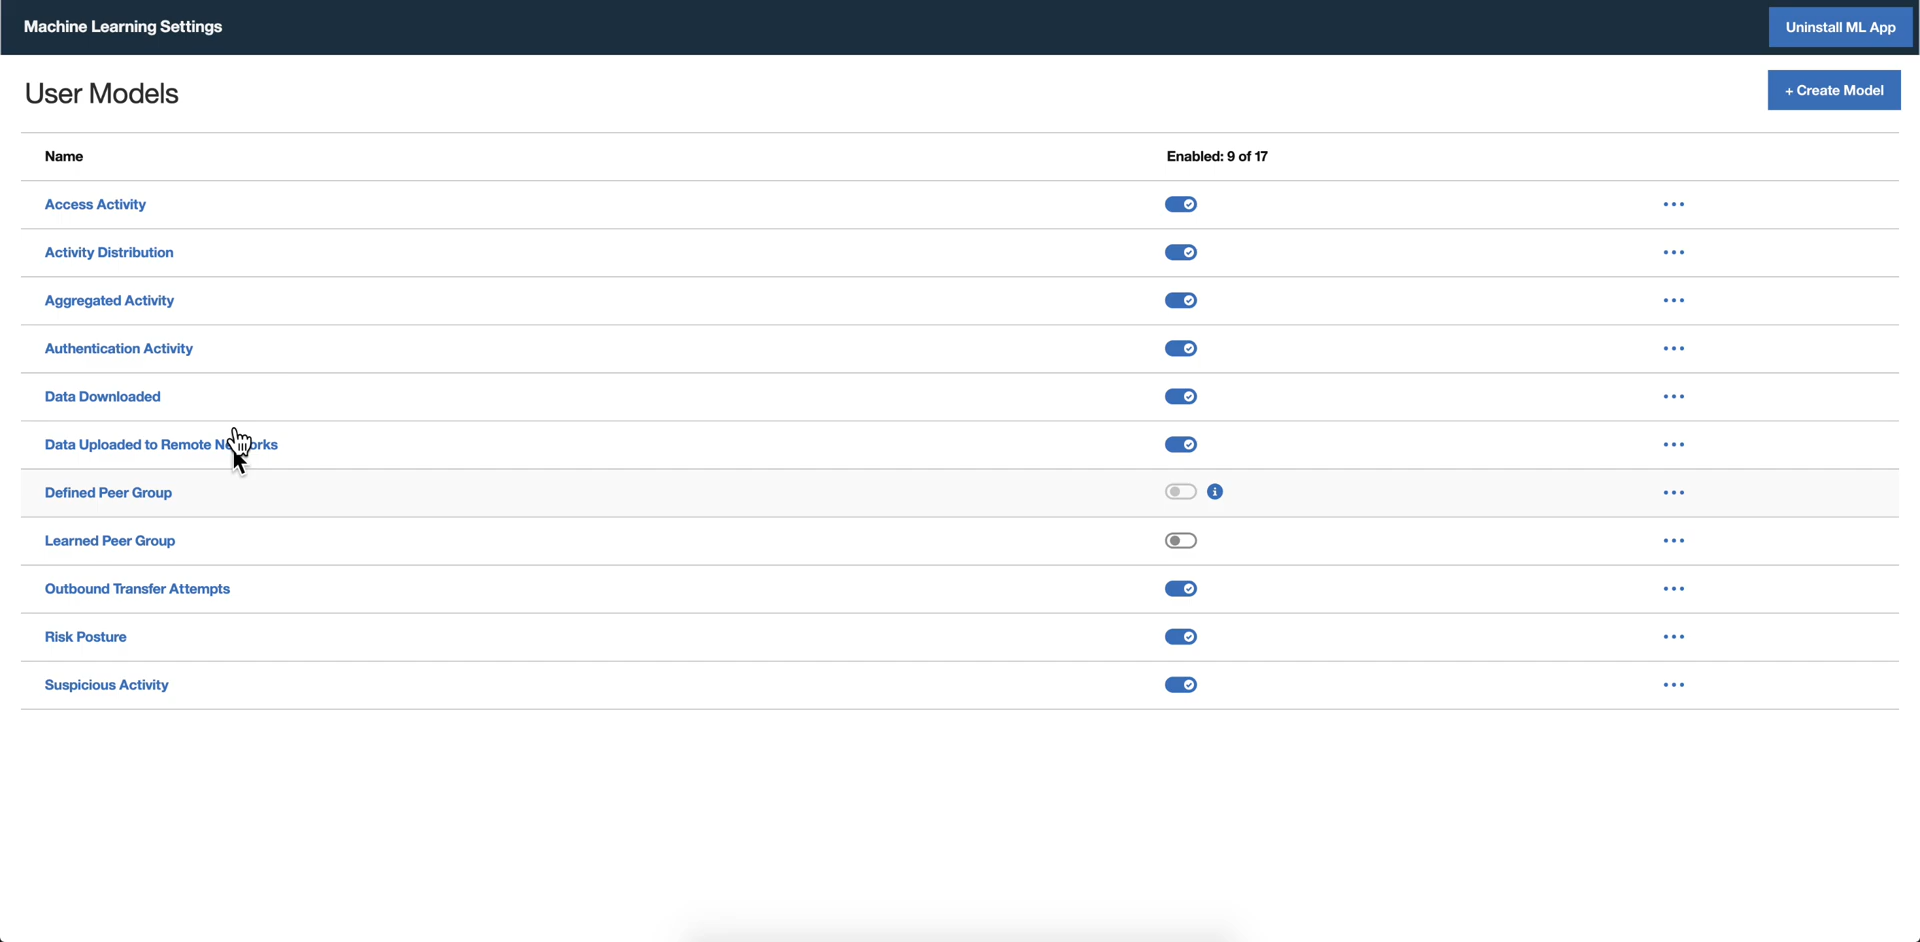 Machine Learning Settings
Uninstall ML App
User Models
+ Create Model
Name
Enabled: 9 of 17
Access Activity
Activity Distribution
Aggregated Activity
Authentication Activity
Data Downloaded
Data Uploaded to Remote Networks
Defined Peer Group
Learned Peer Group
Outbound Transfer Attempts
Risk Posture
Suspicious Activity